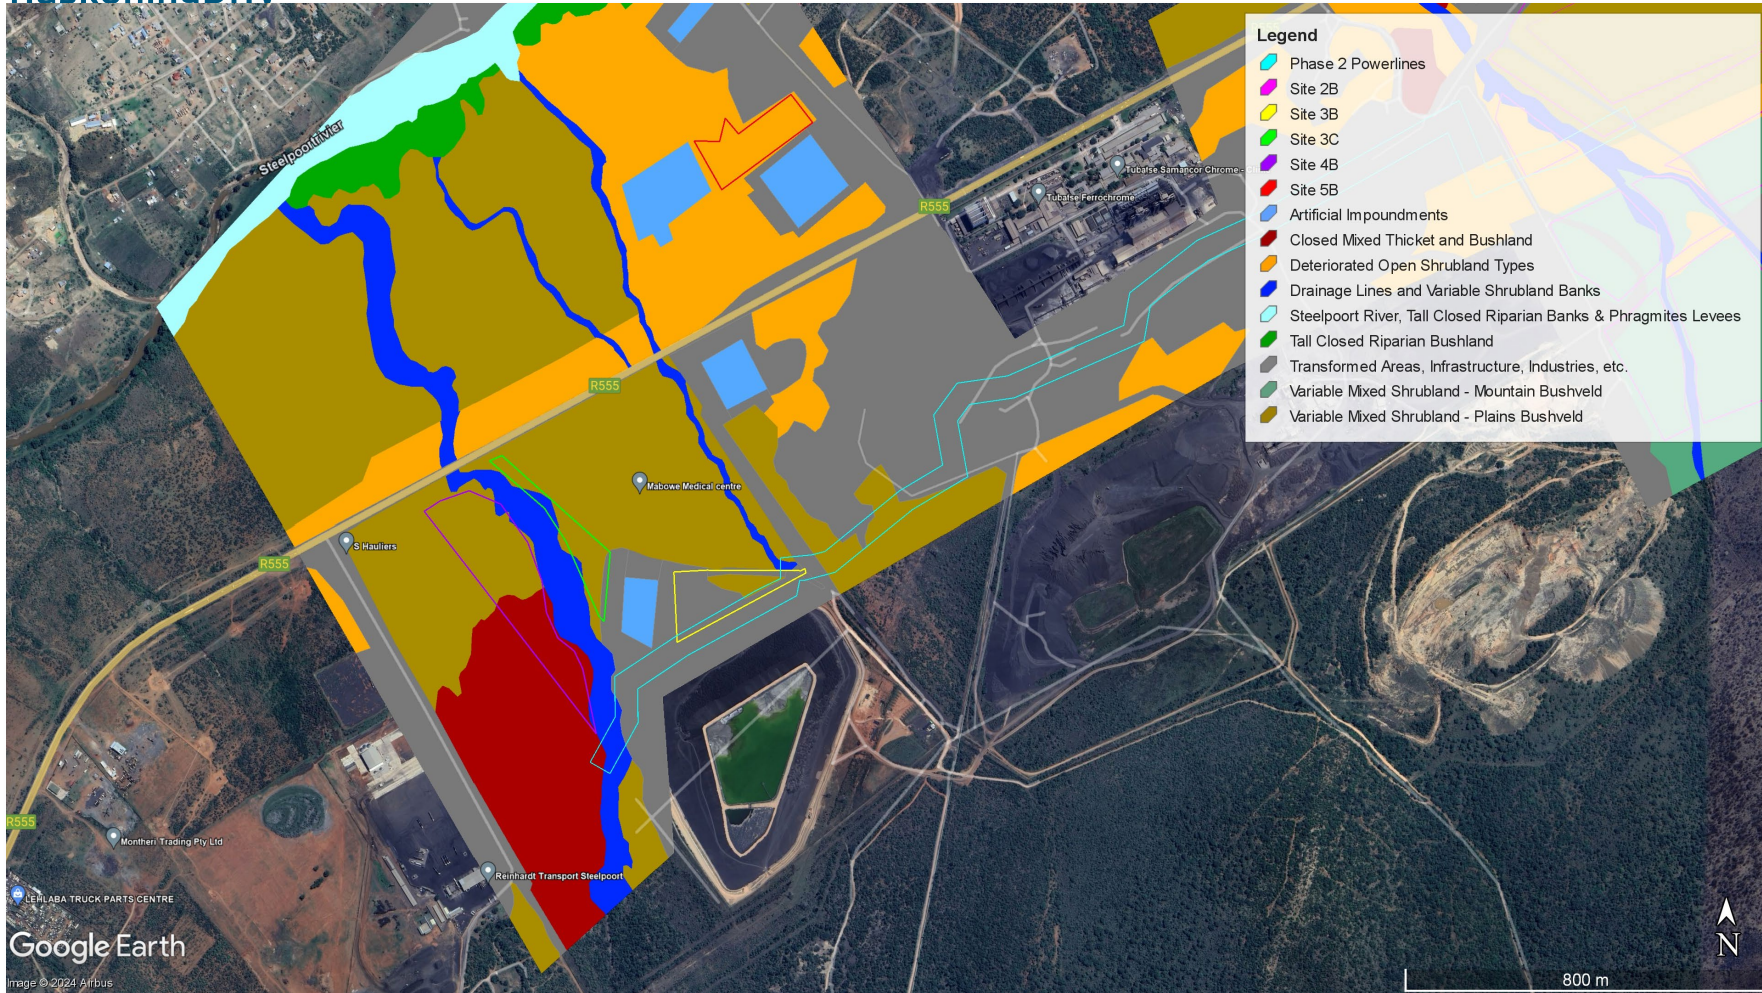 Legend
Phase 2 Powerlines
Site 2B
Site 3B
Site 3C
Site 4B
Site 5B
Artificial Impoundments
Closed Mixed Thicket and Bushland
Deteriorated Open Shrubland Types
Drainage Lines and Variable Shrubland Banks
Steelpoort River, Tall Closed Riparian Banks & Phragmites Levees
Tall Closed Riparian Bushland
Transformed Areas, Infrastructure, Industries, etc.
Variable Mixed Shrubland - Mountain Bushveld
Variable Mixed Shrubland - Plains Bushveld
Steelpoortrivier
Tubatse Samancor Chrome -
Tubatse Ferrochrome
R555
R555
Mabowe Medical centre
S Hauliers
R555
R555
Montheri Trading Pty Ltd
Reinhardt Transport Steelpoort
LEHLABA TRUCK PARTS CENTRE
Google Earth
Image © 2024 Airbus
N
800 m